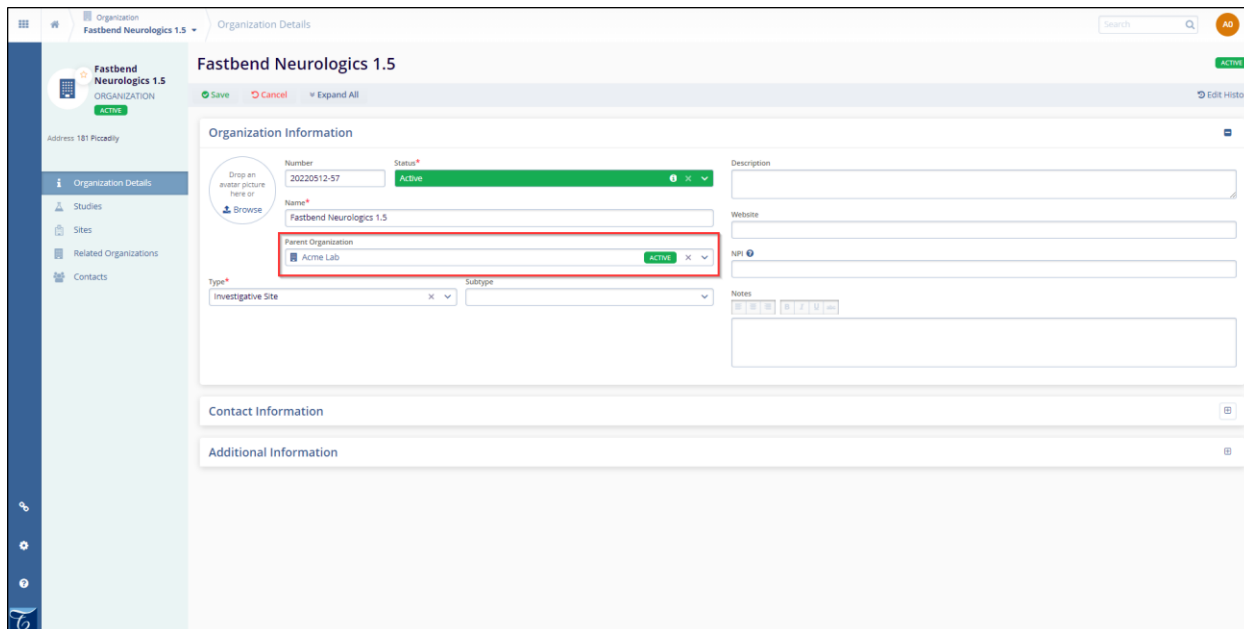 Organization
Fastbend Neurologics 1.5
Organization Details
Search
AO
Fastbend
Neurologics 1.5
ORGANIZATION
ACTIVE
Address 181 Piccadily
Organization Details
Studies
Sites
Related Organizations
Contacts
Fastbend Neurologics 1.5
ACTIVE
Save Cancel Expand All
Edit Histo
Organization Information
Drop an
avatar picture
here or
Browse
Number
20220512-57
Status*
Active
Name*
Fastbend Neurologics 1.5
Parent Organization
Acme Lab ACTIVE
Type*
Investigative Site
Subtype
Description
Website
NPI
Notes
B I U abc
Contact Information
Additional Information